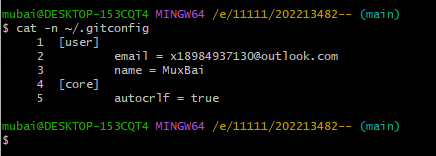 mubai@DESKTOP-153CQT4 MINGW64 /e/11111/202213482-- (main)
$ cat -n ~/.gitconfig
1 [user]
2 email = x18984937130@outlook.com
3 name = MuxBai
4 [core]
5 autocrlf = true
mubai@DESKTOP-153CQT4 MINGW64 /e/11111/202213482-- (main)
$